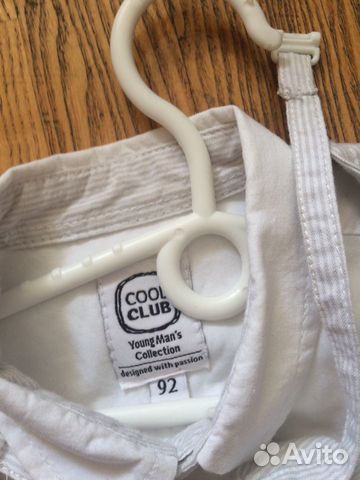 COOL
CLUB
Young Man's
Collection
designed with passion
92
Avito